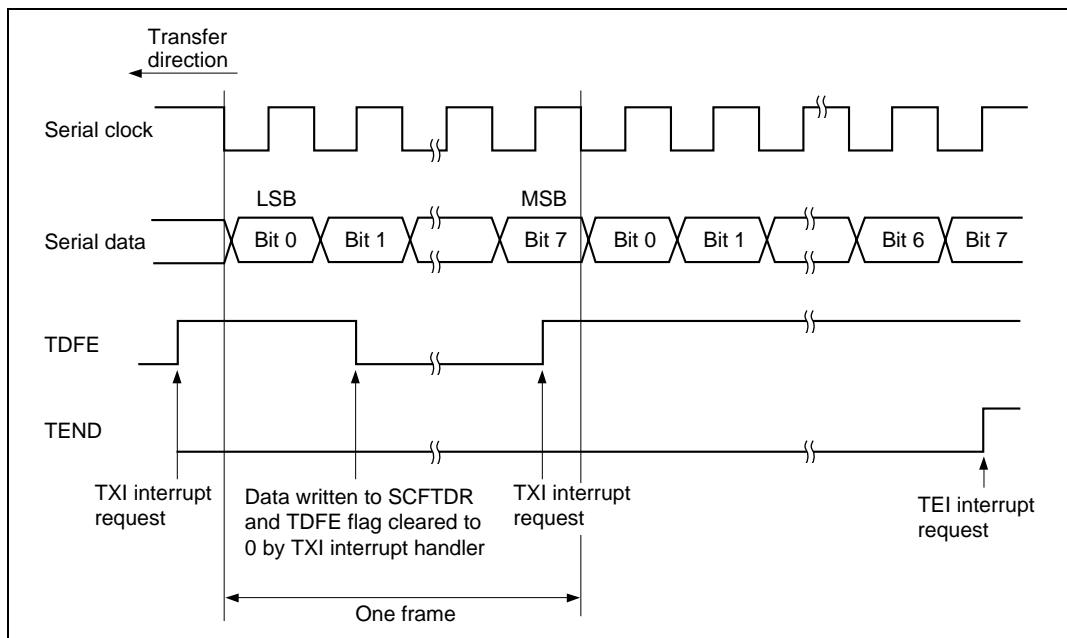 Transfer
direction
Serial clock
LSB
MSB
Serial data
Bit 0
Bit 1
Bit 7
Bit 0
Bit 1
Bit 6
Bit 7
TDFE
TEND
TXI interrupt
request
Data written to SCFTDR
and TDFE flag cleared to
0 by TXI interrupt handler
TXI interrupt
request
TEI interrupt
request
One frame